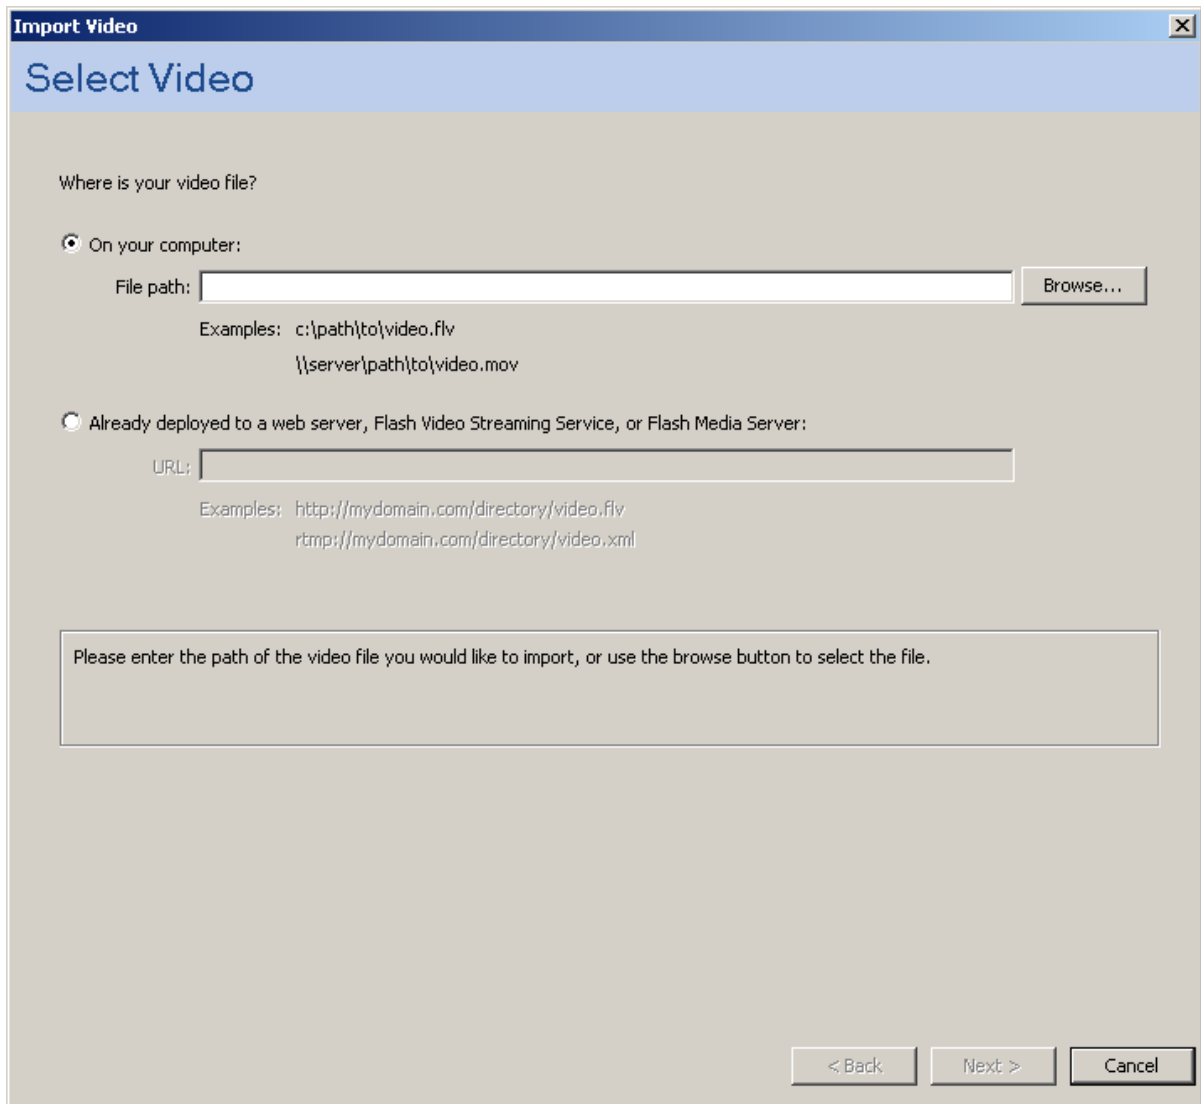 Import Video
Select Video
Where is your video file?
On your computer:
File path:
Browse...
Examples: c:\path\to\video.flv
\\server\path\to\video.mov
Already deployed to a web server, Flash Video Streaming Service, or Flash Media Server:
URL:
Examples: http://mydomain.com/directory/video.flv
rtmp://mydomain.com/directory/video.xml
Please enter the path of the video file you would like to import, or use the browse button to select the file.
< Back Next > Cancel